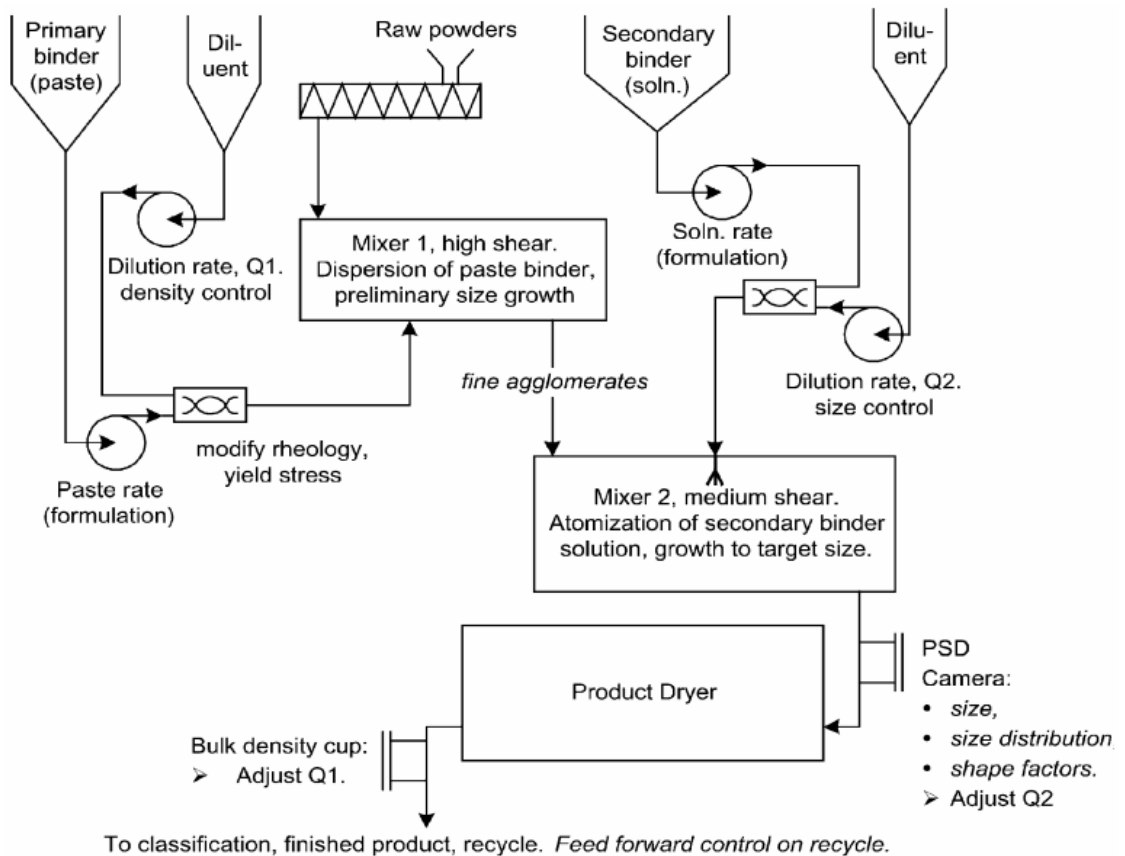 Primary
binder
(paste)
Dil-
uent
Raw powders
Secondary
binder
(soln.)
Dilu-
ent
Dilution rate, Q1.
density control
Mixer 1, high shear.
Dispersion of paste binder,
preliminary size growth
Soln. rate
(formulation)
fine agglomerates
Dilution rate, Q2.
size control
modify rheology,
yield stress
Paste rate
(formulation)
Mixer 2, medium shear.
Atomization of secondary binder
solution, growth to target size.
PSD
Camera:
• size,
• size distribution,
• shape factors.
➢ Adjust Q2
Product Dryer
Bulk density cup:
➢ Adjust Q1.
To classification, finished product, recycle. Feed forward control on recycle.